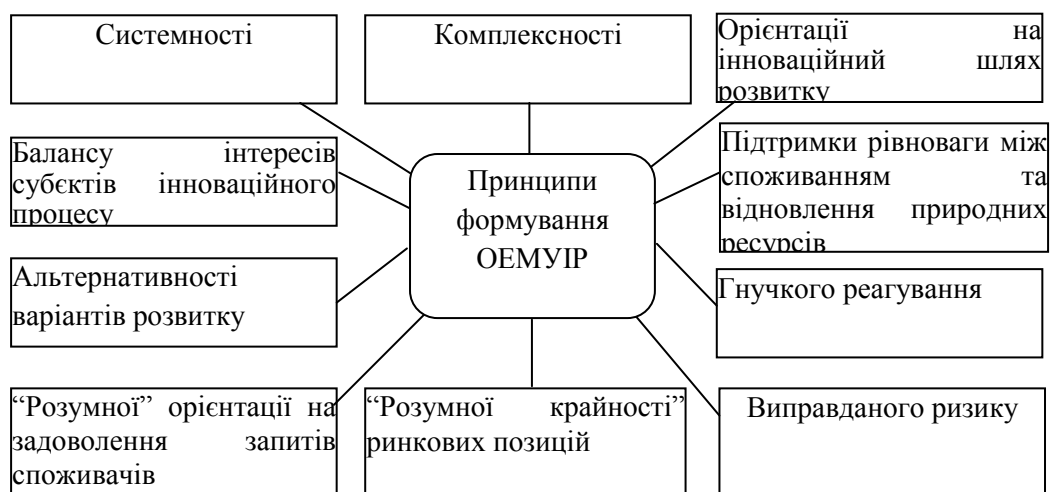 Системності
Комплексності
Орієнтації на
інноваційний шлях
розвитку
Балансу інтересів
субєктів інноваційного
процесу
Принципи
формування
ОЕМУІР
Підтримки рівноваги між
споживанням та
відновлення природних
ресурсів
Альтернативності
варіантів розвитку
Гнучкого реагування
“Розумної” орієнтації на
задоволення запитів
споживачів
“Розумної крайності”
ринкових позицій
Виправданого ризику